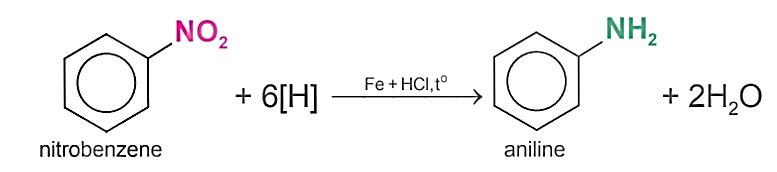 NO₂
NH₂
+ 6[H]
Fe + HCl, t°
+ 2H₂O
nitrobenzene
aniline